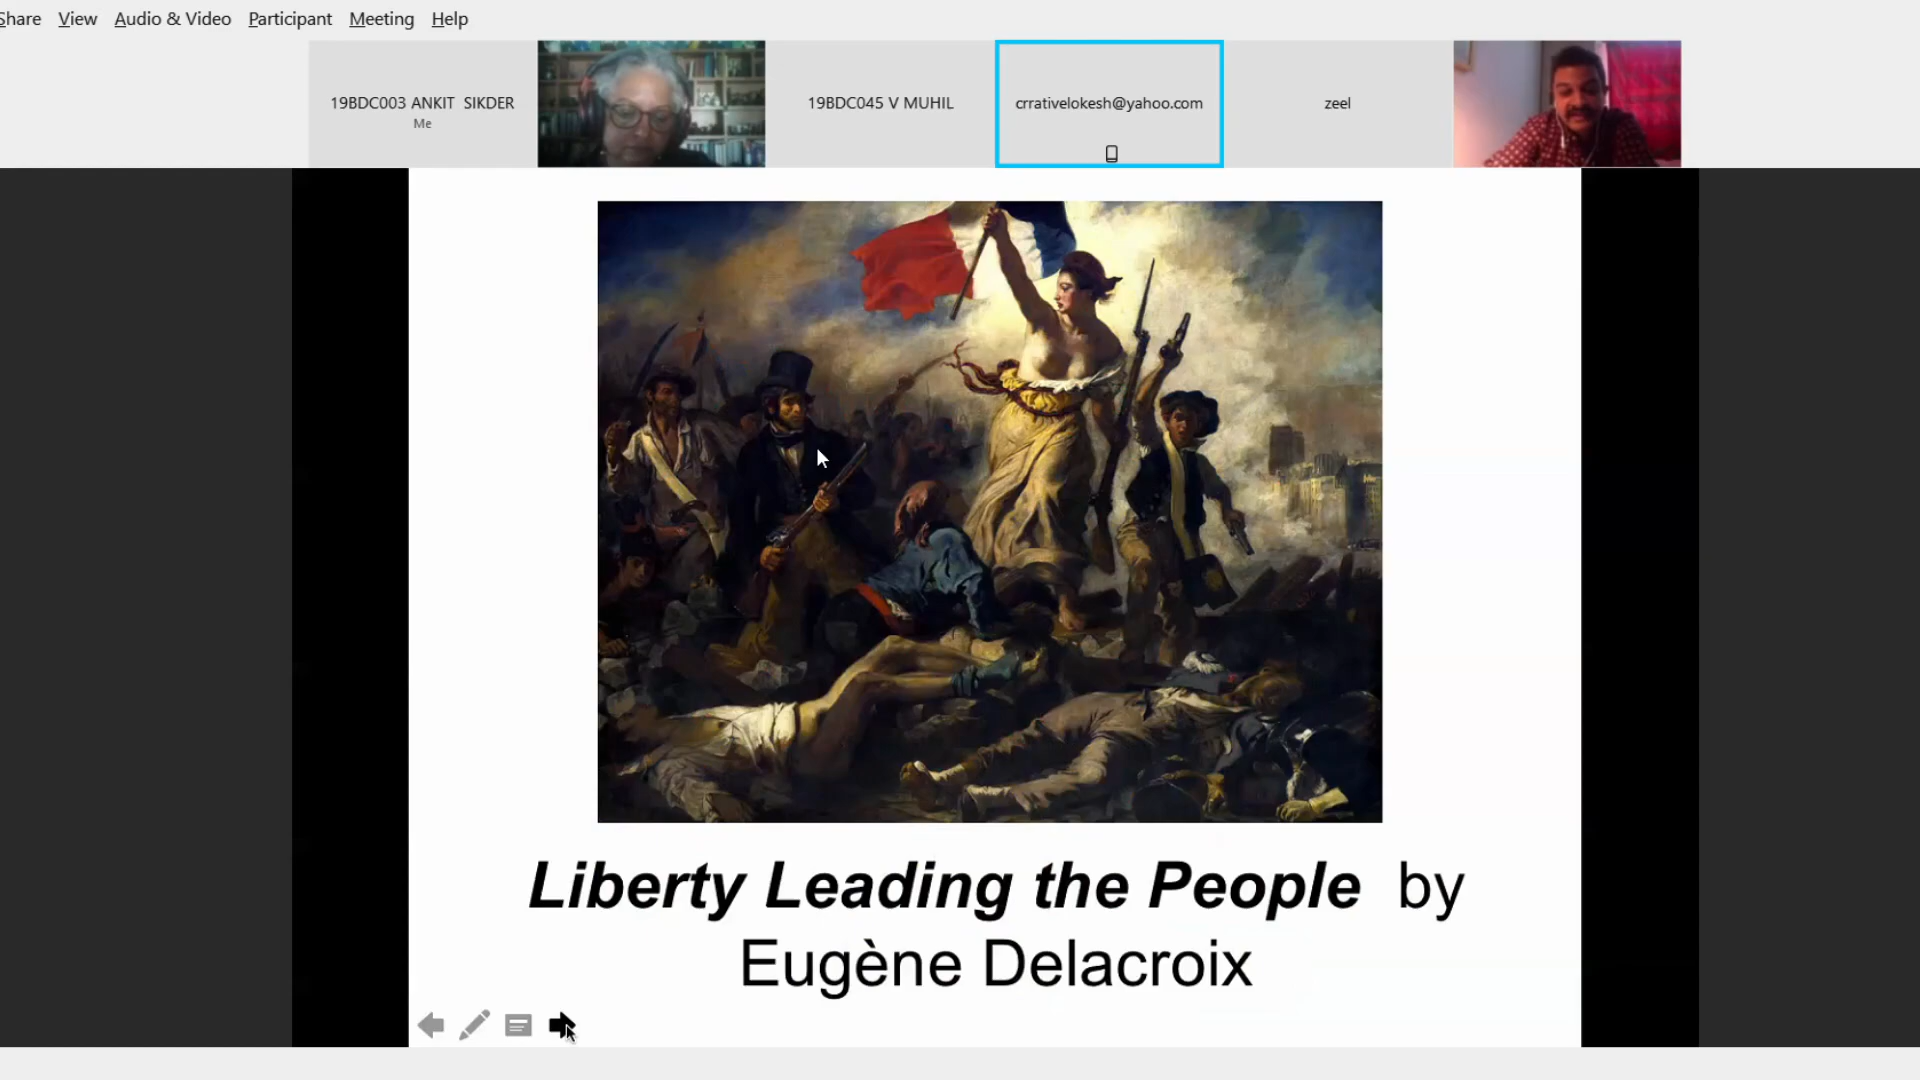 Share View Audio & Video Participant Meeting Help
19BDC003 ANKIT SIKDER
Me
19BDC045 V MUHIL
crrativelokesh@yahoo.com
zeel
Liberty Leading the People by
Eugène Delacroix